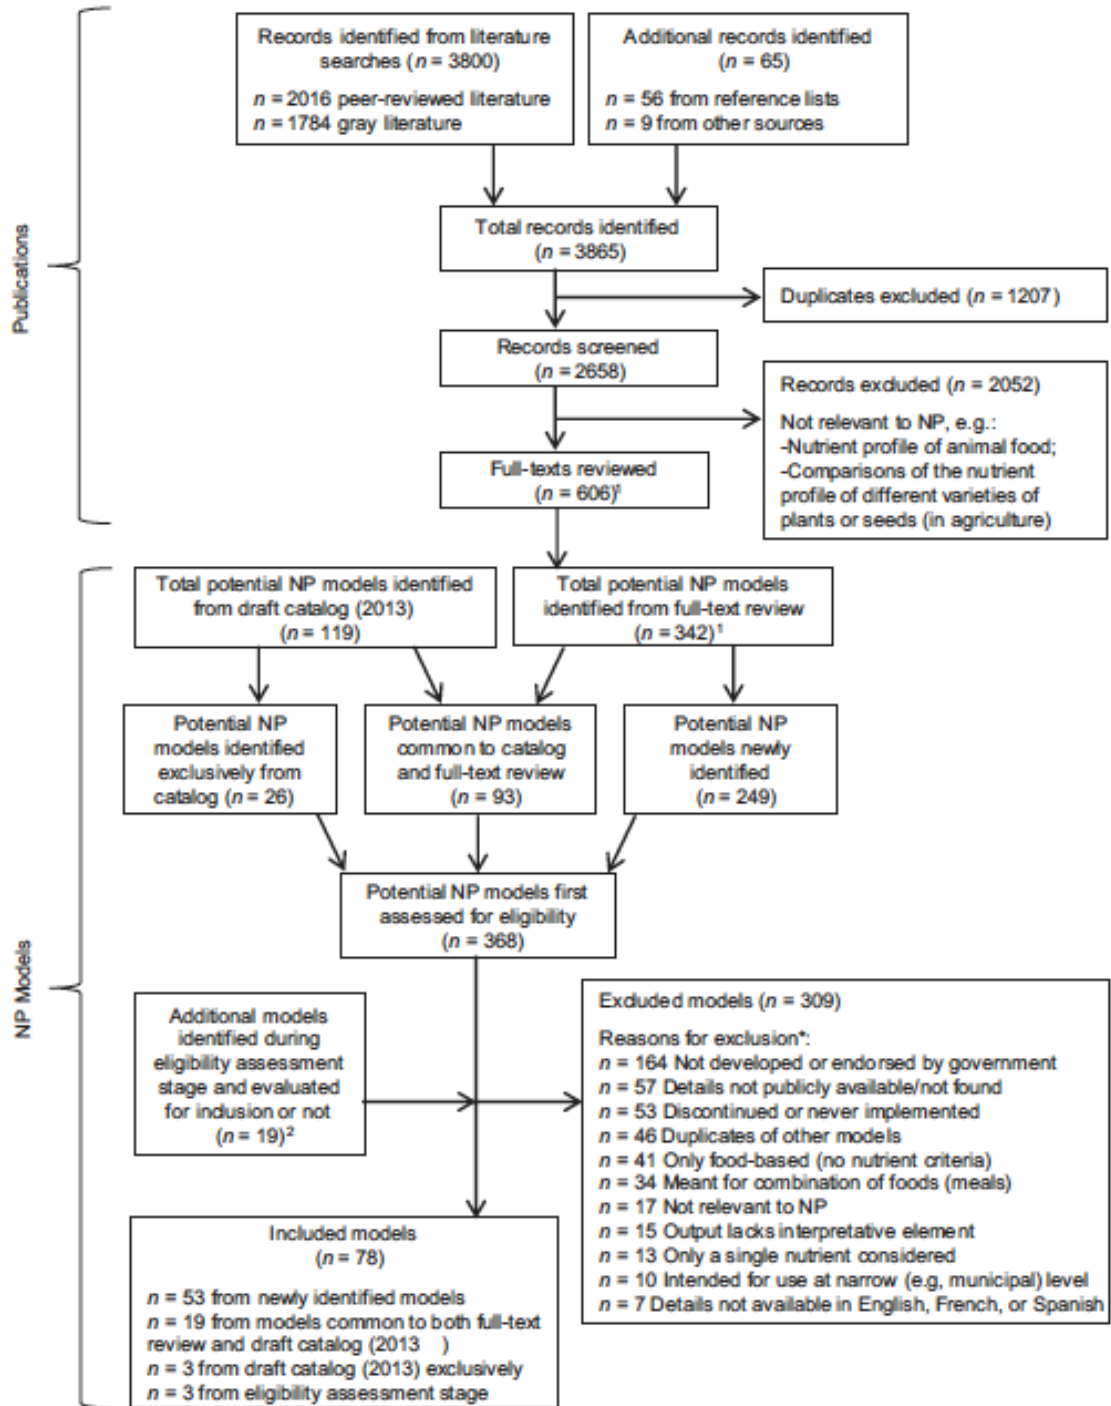 Records identified from literature
searches (n = 3800)
n = 2016 peer-reviewed literature
n = 1784 gray literature
Additional records identified
(n = 65)
n = 56 from reference lists
n = 9 from other sources
Publications
Total records identified
(n = 3865)
Duplicates excluded (n = 1207)
Records screened
(n = 2658)
Records excluded (n = 2052)
Not relevant to NP, e.g.:
-Nutrient profile of animal food;
-Comparisons of the nutrient
profile of different varieties of
plants or seeds (in agriculture)
Full-texts reviewed
(n = 606)¹
Total potential NP models identified
from draft catalog (2013)
(n = 119)
Total potential NP models
identified from full-text review
(n = 342)¹
Potential NP
models identified
exclusively from
catalog (n = 26)
Potential NP models
common to catalog
and full-text review
(n = 93)
Potential NP
models newly
identified
(n = 249)
Potential NP models first
assessed for eligibility
(n = 368)
NP Models
Additional models
identified during
eligibility assessment
stage and evaluated
for inclusion or not
(n = 19)²
Excluded models (n = 309)
Reasons for exclusion*:
n = 164 Not developed or endorsed by government
n = 57 Details not publicly available/not found
n = 53 Discontinued or never implemented
n = 46 Duplicates of other models
n = 41 Only food-based (no nutrient criteria)
n = 34 Meant for combination of foods (meals)
n = 17 Not relevant to NP
n = 15 Output lacks interpretative element
n = 13 Only a single nutrient considered
n = 10 Intended for use at narrow (e.g, municipal) level
n = 7 Details not available in English, French, or Spanish
Included models
(n = 78)
n = 53 from newly identified models
n = 19 from models common to both full-text
review and draft catalog (2013 )
n = 3 from draft catalog (2013) exclusively
n = 3 from eligibility assessment stage